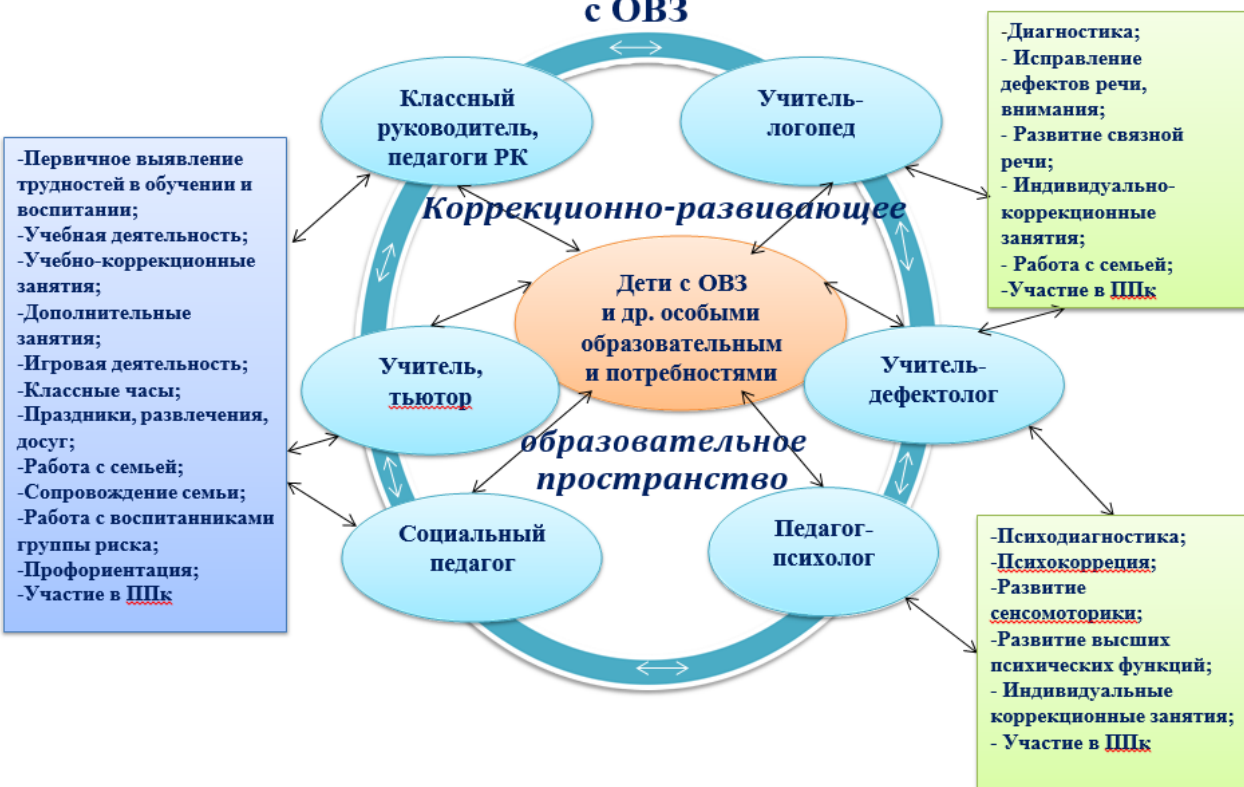 с ОВЗ
Классный
руководитель,
педагоги РК
Учитель-
логопед
-Диагностика;
- Исправление
дефектов речи,
внимания;
- Развитие связной
речи;
- Индивидуально-
коррекционные
занятия;
- Работа с семьей;
-Участие в ППк
-Первичное выявление
трудностей в обучении и
воспитании;
-Учебная деятельность;
-Учебно-коррекционные
занятия;
-Дополнительные
занятия;
-Игровая деятельность;
-Классные часы;
-Праздники, развлечения,
досуг;
-Работа с семьей;
-Сопровождение семьи;
-Работа с воспитанниками
группы риска;
-Профориентация;
-Участие в ППк
Коррекционно-развивающее
Дети с ОВЗ
и др. особыми
образовательным
и потребностями
Учитель,
тьютор
Учитель-
дефектолог
образовательное
пространство
Социальный
педагог
Педагог-
психолог
-Психодиагностика;
-Психокорреция;
-Развитие
сенсомоторики;
-Развитие высших
психических функций;
- Индивидуальные
коррекционные занятия;
- Участие в ППк